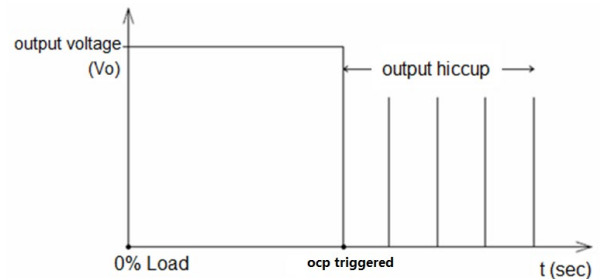 output voltage
(Vo)
output hiccup
0% Load
ocp triggered
t (sec)